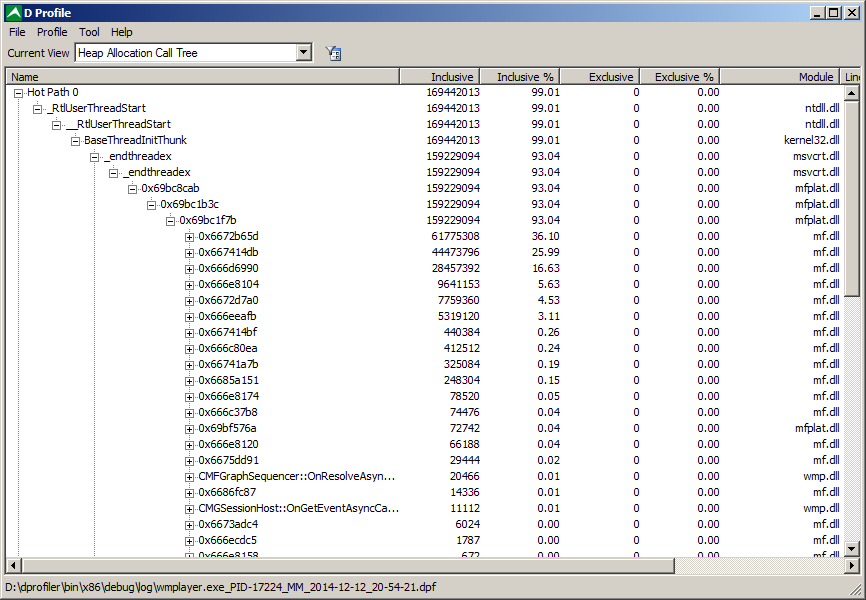 D Profile
File Profile Tool Help
Current View Heap Allocation Call Tree
Name Inclusive Inclusive % Exclusive Exclusive % Module Line
Hot Path 0 169442013 99.01 0 0.00
_RtlUserThreadStart 169442013 99.01 0 0.00 ntdll.dll
__RtlUserThreadStart 169442013 99.01 0 0.00 ntdll.dll
BaseThreadInitThunk 169442013 99.01 0 0.00 kernel32.dll
_endthreadex 159229094 93.04 0 0.00 msvcrt.dll
_endthreadex 159229094 93.04 0 0.00 msvcrt.dll
0x69bc8cab 159229094 93.04 0 0.00 mfplat.dll
0x69bc1b3c 159229094 93.04 0 0.00 mfplat.dll
0x69bc1f7b 159229094 93.04 0 0.00 mfplat.dll
0x6672b65d 61775308 36.10 0 0.00 mf.dll
0x667414db 44473796 25.99 0 0.00 mf.dll
0x666d6990 28457392 16.63 0 0.00 mf.dll
0x666e8104 9641153 5.63 0 0.00 mf.dll
0x6672d7a0 7759360 4.53 0 0.00 mf.dll
0x666eeafb 5319120 3.11 0 0.00 mf.dll
0x667414bf 440384 0.26 0 0.00 mf.dll
0x666c80ea 412512 0.24 0 0.00 mf.dll
0x66741a7b 325084 0.19 0 0.00 mf.dll
0x6685a151 248304 0.15 0 0.00 mf.dll
0x666e8174 78520 0.05 0 0.00 mf.dll
0x666c37b8 74476 0.04 0 0.00 mf.dll
0x69bf576a 72742 0.04 0 0.00 mfplat.dll
0x666e8120 66188 0.04 0 0.00 mf.dll
0x6675dd91 29444 0.02 0 0.00 mf.dll
CMFGraphSequencer::OnResolveAsyn... 20466 0.01 0 0.00 wmp.dll
0x6686fc87 14336 0.01 0 0.00 mf.dll
CMGSessionHost::OnGetEventAsyncCa... 11112 0.01 0 0.00 wmp.dll
0x6673adc4 6024 0.00 0 0.00 mf.dll
0x666ecdc5 1787 0.00 0 0.00 mf.dll
0x666e8158 672 0.00 0 0.00 mf.dll
D:\dprofiler\bin\x86\debug\log\wmplayer.exe_PID-17224_MM_2014-12-12_20-54-21.dpf